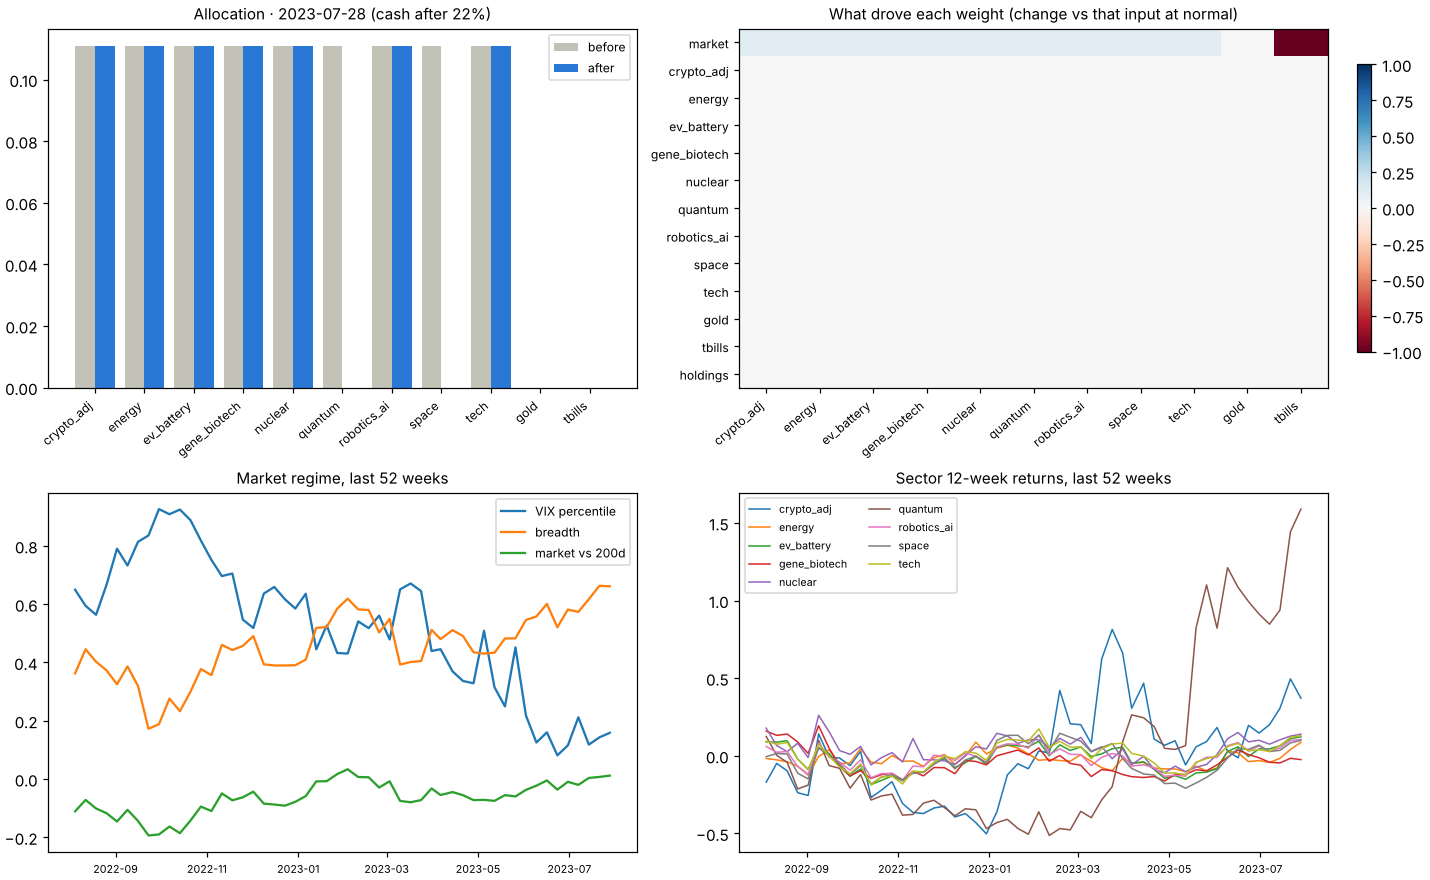 Allocation · 2023-07-28 (cash after 22%)
before
after
0.10
0.08
0.06
0.04
0.02
0.00
crypto_adj
energy
ev_battery
gene_biotech
nuclear
quantum
robotics_ai
space
tech
gold
tbills
What drove each weight (change vs that input at normal)
market
crypto_adj
energy
ev_battery
gene_biotech
nuclear
quantum
robotics_ai
space
tech
gold
tbills
holdings
crypto_adj
energy
ev_battery
gene_biotech
nuclear
quantum
robotics_ai
space
tech
gold
tbills
1.00
0.75
0.50
0.25
0.00
−0.25
−0.50
−0.75
−1.00
Market regime, last 52 weeks
VIX percentile
breadth
market vs 200d
0.8
0.6
0.4
0.2
0.0
−0.2
2022-09
2022-11
2023-01
2023-03
2023-05
2023-07
Sector 12-week returns, last 52 weeks
crypto_adj
energy
ev_battery
gene_biotech
nuclear
quantum
robotics_ai
space
tech
1.5
1.0
0.5
0.0
−0.5
2022-09
2022-11
2023-01
2023-03
2023-05
2023-07